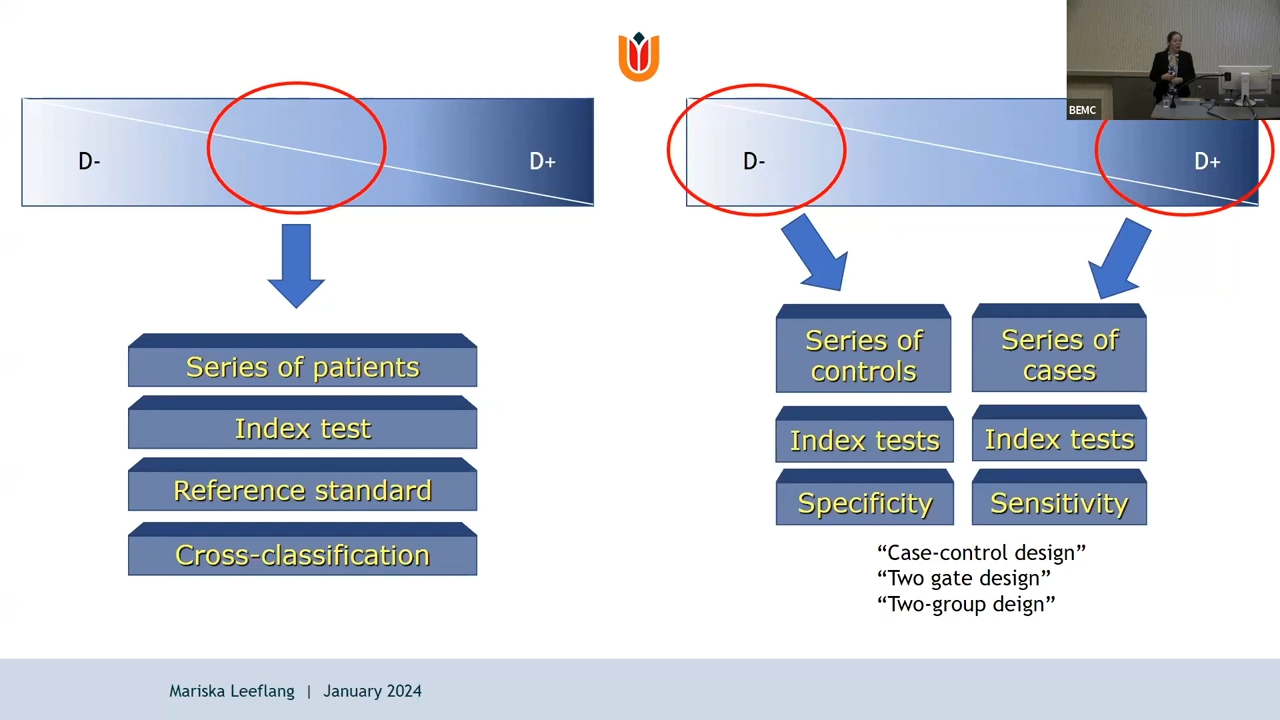 BEMC
D-
D+
D-
D+
Series of patients
Index test
Reference standard
Cross-classification
Series of
controls
Series of
cases
Index tests
Index tests
Specificity
Sensitivity
“Case-control design”
“Two gate design”
“Two-group deign”
Mariska Leeflang | January 2024